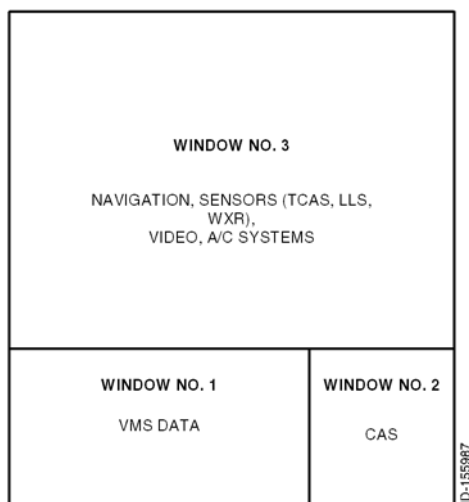 WINDOW NO. 3
NAVIGATION, SENSORS (TCAS, LLS,
WXR),
VIDEO, A/C SYSTEMS
WINDOW NO. 1
VMS DATA
WINDOW NO. 2
CAS
D-155987